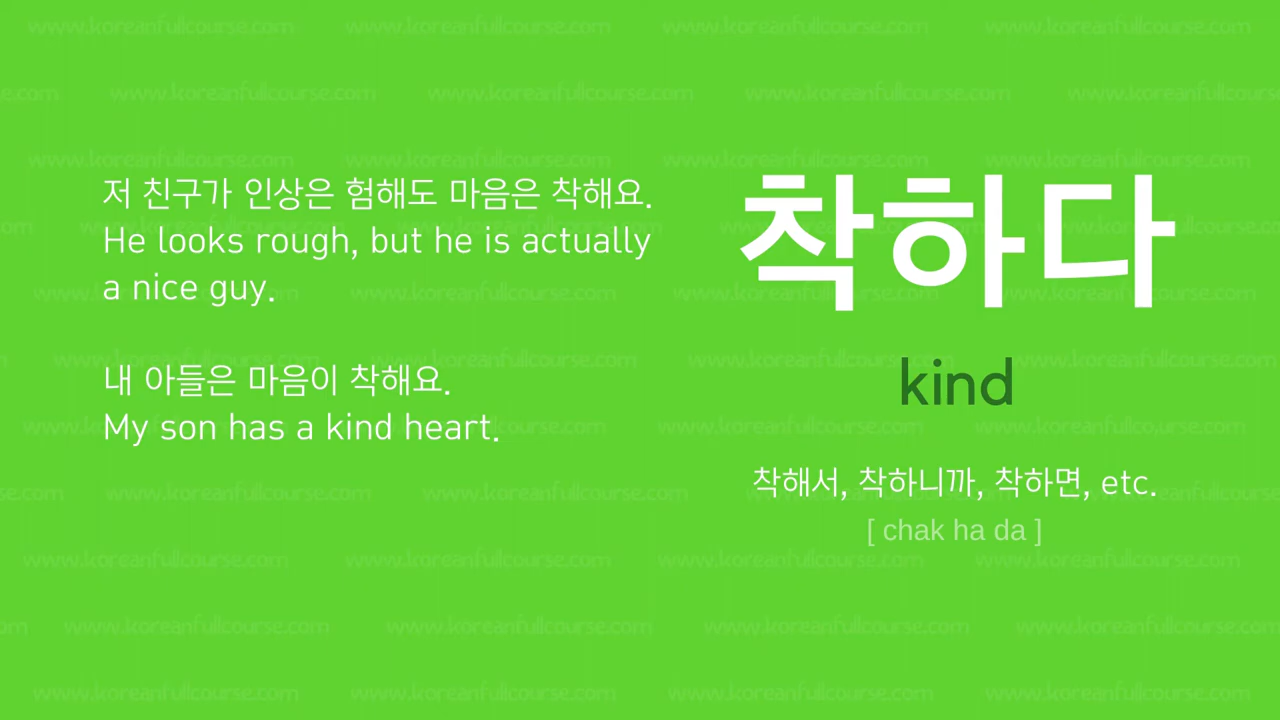 저 친구가 인상은 험해도 마음은 착해요.
He looks rough, but he is actually
a nice guy.
내 아들은 마음이 착해요.
My son has a kind heart.
착하다
kind
착해서, 착하니까, 착하면, etc.
[ chak ha da ]
www.koreanfullcourse.com